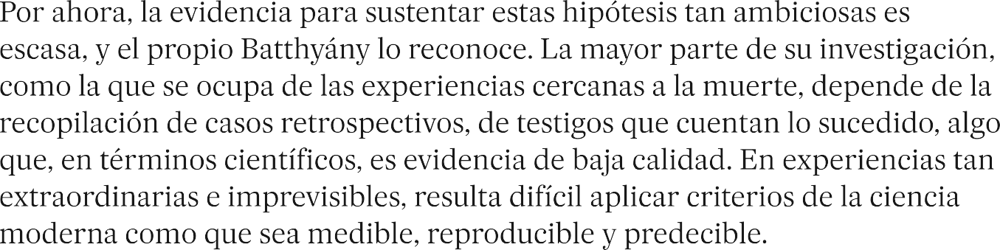 Por ahora, la evidencia para sustentar estas hipótesis tan ambiciosas es
escasa, y el propio Batthyány lo reconoce. La mayor parte de su investigación,
como la que se ocupa de las experiencias cercanas a la muerte, depende de la
recopilación de casos retrospectivos, de testigos que cuentan lo sucedido, algo
que, en términos científicos, es evidencia de baja calidad. En experiencias tan
extraordinarias e imprevisibles, resulta difícil aplicar criterios de la ciencia
moderna como que sea medible, reproducible y predecible.